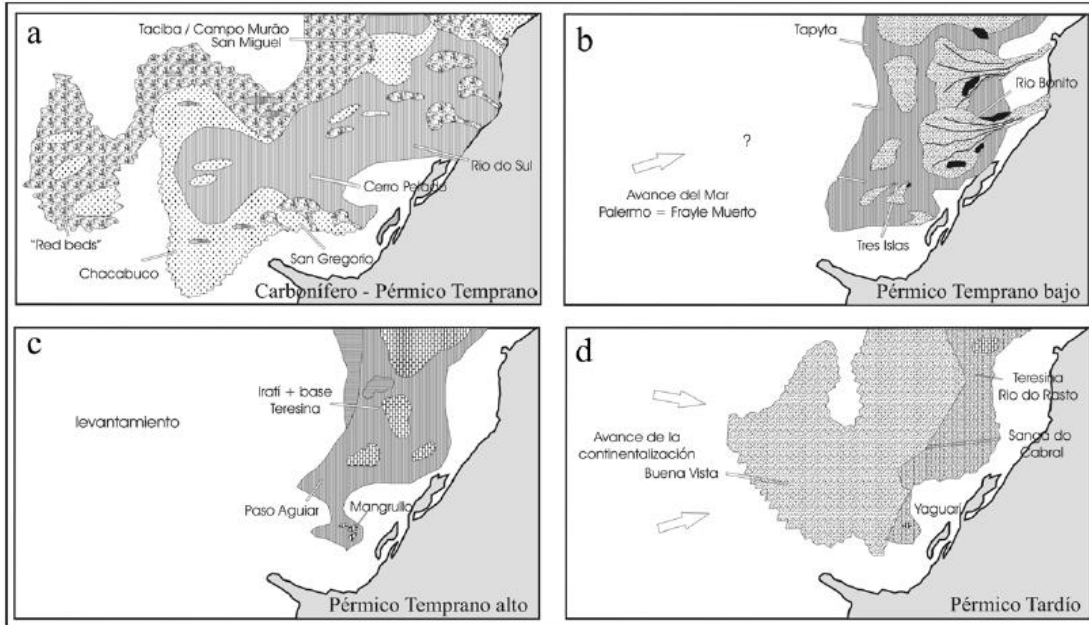 a
Taciba / Campo Murão
San Miguel
Rio do Sul
Cerro Pelado
"Red beds"
San Gregorio
Chacabuco
Carbonífero - Pérmico Temprano
b
Tapyta
Rio Bonito
?
Avance del Mar
Palermo = Frayle Muerto
Tres Islas
Pérmico Temprano bajo
c
Iratí + base
Teresina
levantamiento
Paso Aguiar
Mangrullo
Pérmico Temprano alto
d
Teresina
Rio do Rasto
Avance de la
continentalización
Sanga do
Cabral
Buena Vista
Yaguarí
Pérmico Tardío